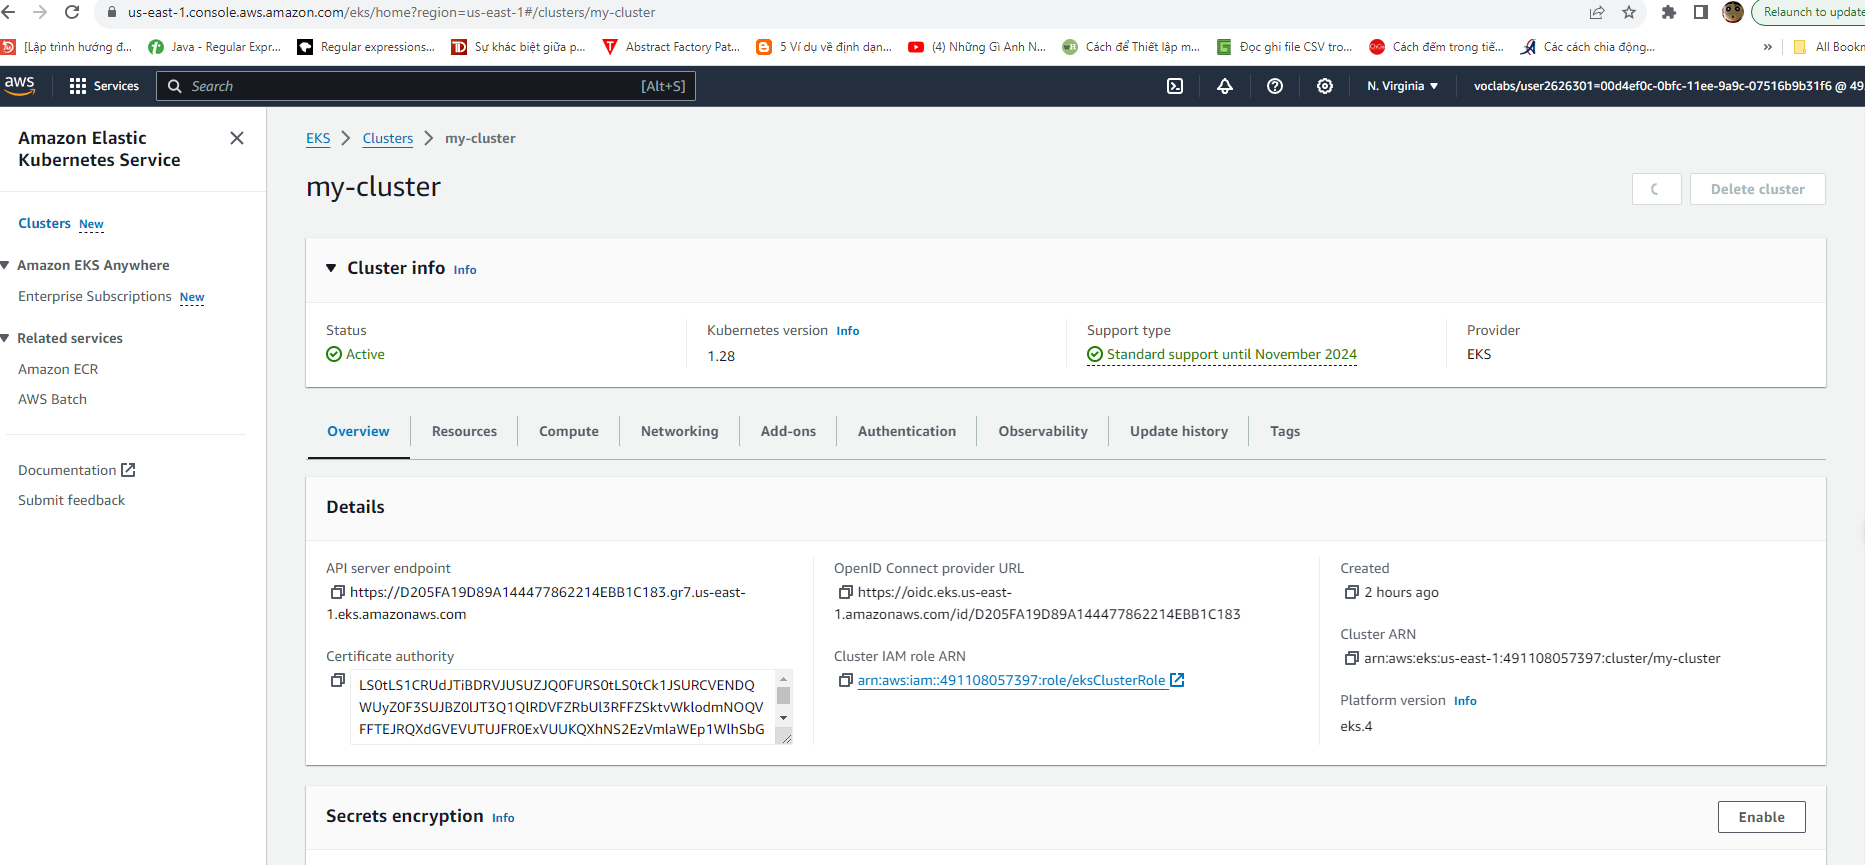 us-east-1.console.aws.amazon.com/eks/home?region=us-east-1#/clusters/my-cluster
Relaunch to update
[Lập trình hướng đ... Java - Regular Expr... Regular expressions... Sự khác biệt giữa p... Abstract Factory Pat... 5 Ví dụ về định dạn... (4) Những Gì Anh N... Cách để Thiết lập m... Đọc ghi file CSV tro... Cách đếm trong tiế... Các cách chia động... » All Bookm
aws Services Search [Alt+S] N. Virginia voclabs/user2626301=00d4ef0c-0bfc-11ee-9a9c-07516b9b31f6 @ 49
Amazon Elastic
Kubernetes Service
Clusters New
Amazon EKS Anywhere
Enterprise Subscriptions New
Related services
Amazon ECR
AWS Batch
Documentation
Submit feedback
EKS Clusters my-cluster
my-cluster
Delete cluster
Cluster info Info
Status
Active
Kubernetes version Info
1.28
Support type
Standard support until November 2024
Provider
EKS
Overview Resources Compute Networking Add-ons Authentication Observability Update history Tags
Details
API server endpoint
https://D205FA19D89A144477862214EBB1C183.gr7.us-east-
1.eks.amazonaws.com
Certificate authority
LS0tLS1CRUdJTiBDRVJUSUZJQ0FURS0tLS0tCk1JSURCVENDQ
WUyZ0F3SUJBZ0lJT3Q1QlRDVFZRbUl3RFFZSktvWklodmNOQV
FFTEJRQXdGVEVUTUJFR0ExVUUKQXhNS2EzVmlaWEp1WlhSbG
OpenID Connect provider URL
https://oidc.eks.us-east-
1.amazonaws.com/id/D205FA19D89A144477862214EBB1C183
Cluster IAM role ARN
arn:aws:iam::491108057397:role/eksClusterRole
Created
2 hours ago
Cluster ARN
arn:aws:eks:us-east-1:491108057397:cluster/my-cluster
Platform version Info
eks.4
Secrets encryption Info
Enable